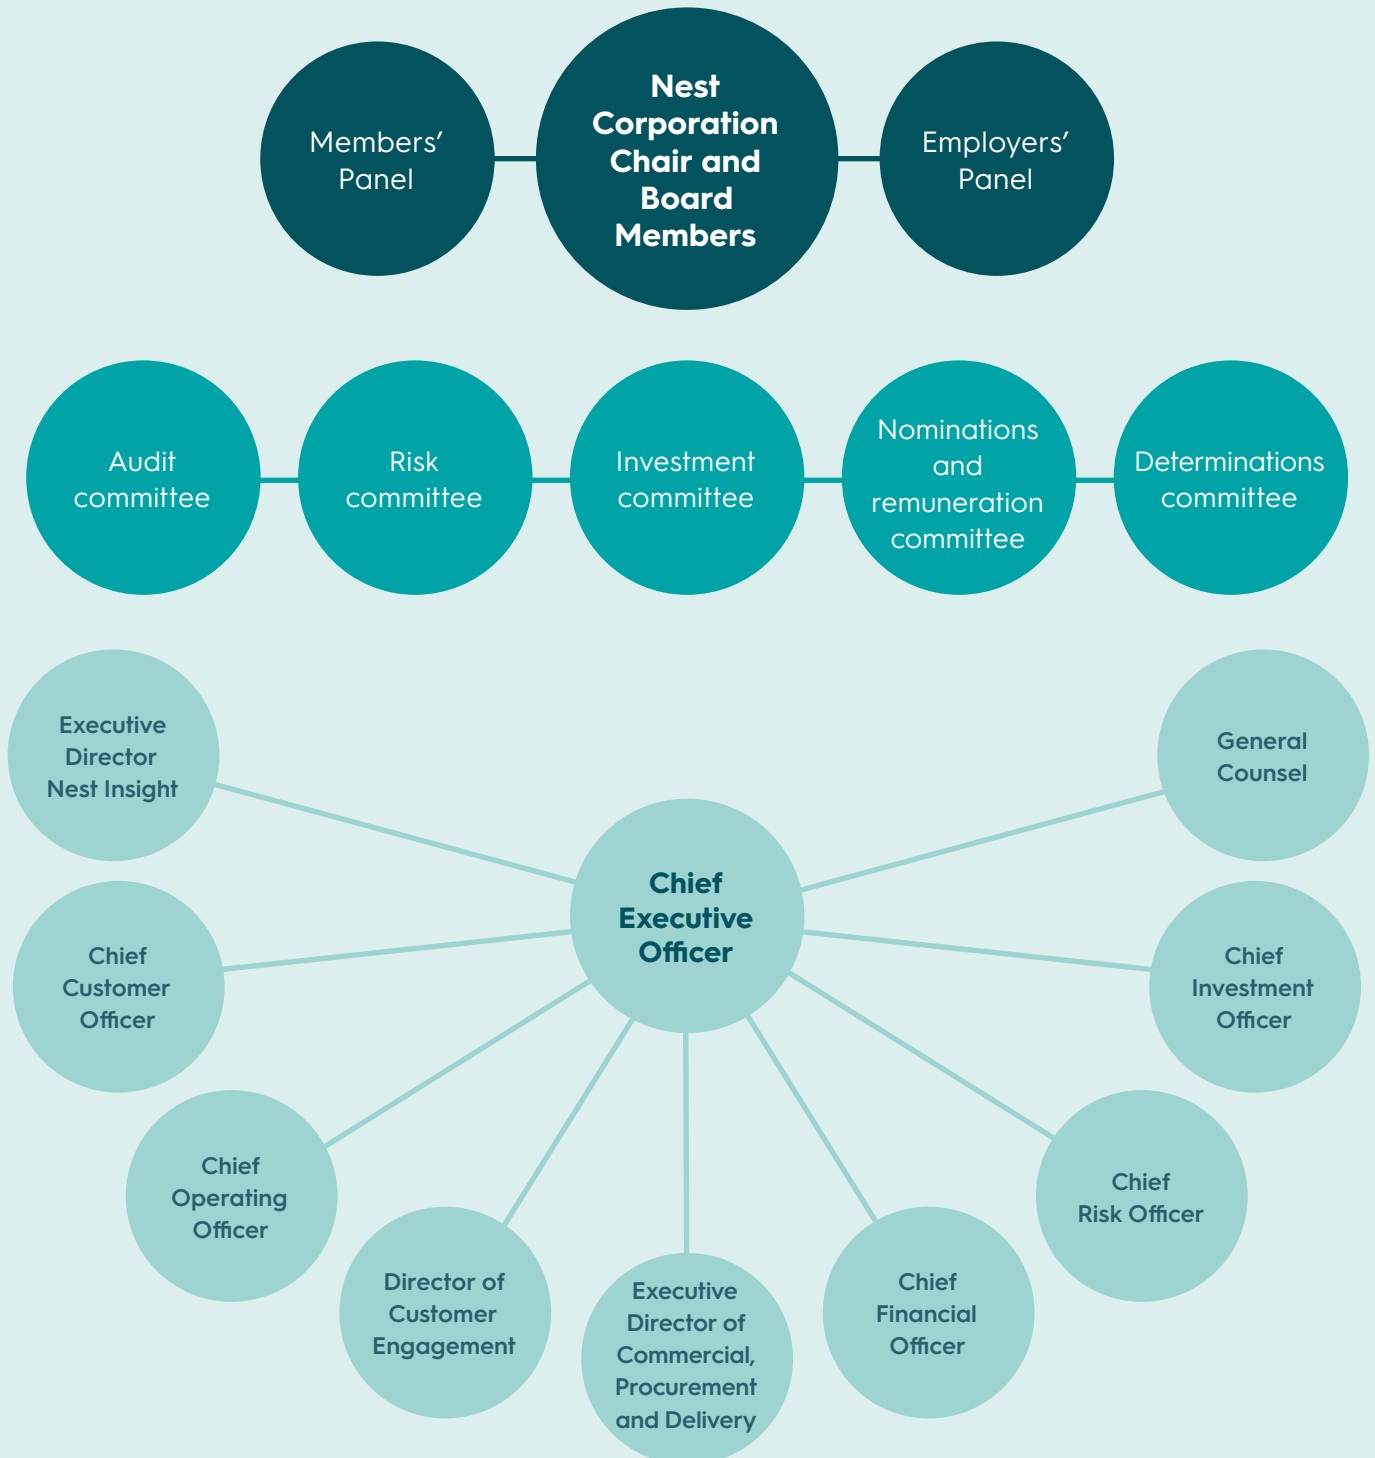 Members’
Panel
Nest
Corporation
Chair and
Board
Members
Employers’
Panel
Audit
committee
Risk
committee
Investment
committee
Nominations
and
remuneration
committee
Determinations
committee
Executive
Director
Nest Insight
General
Counsel
Chief
Executive
Officer
Chief
Customer
Officer
Chief
Investment
Officer
Chief
Operating
Officer
Chief
Risk Officer
Director of
Customer
Engagement
Executive
Director of
Commercial,
Procurement
and Delivery
Chief
Financial
Officer